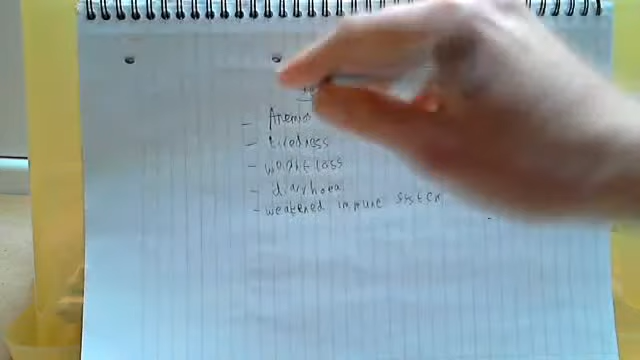 - Anemia
- tiredness
- weight loss
- diarrhoea
- weakened immune system